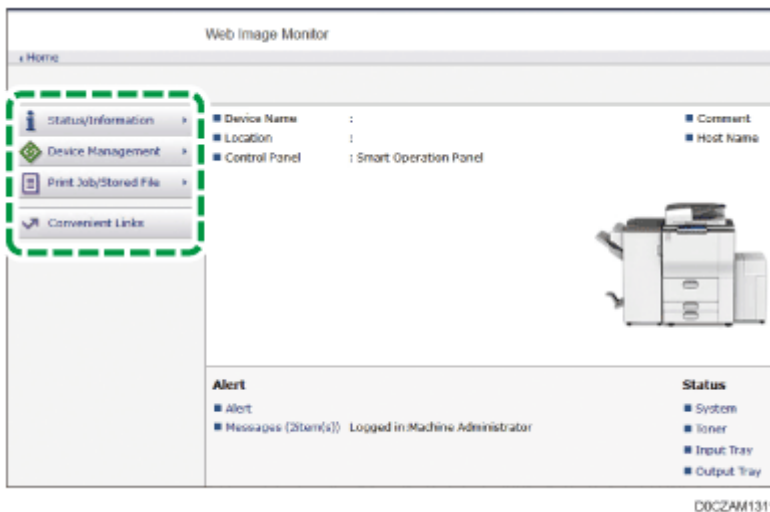 Web Image Monitor
Home
Status/Information
Device Management
Print Job/Stored File
Convenient Links
Device Name :
Location :
Control Panel : Smart Operation Panel
Comment
Host Name
Alert
Alert
Messages (2item(s)) Logged in:Machine Administrator
Status
System
Toner
Input Tray
Output Tray
D0CZAM131